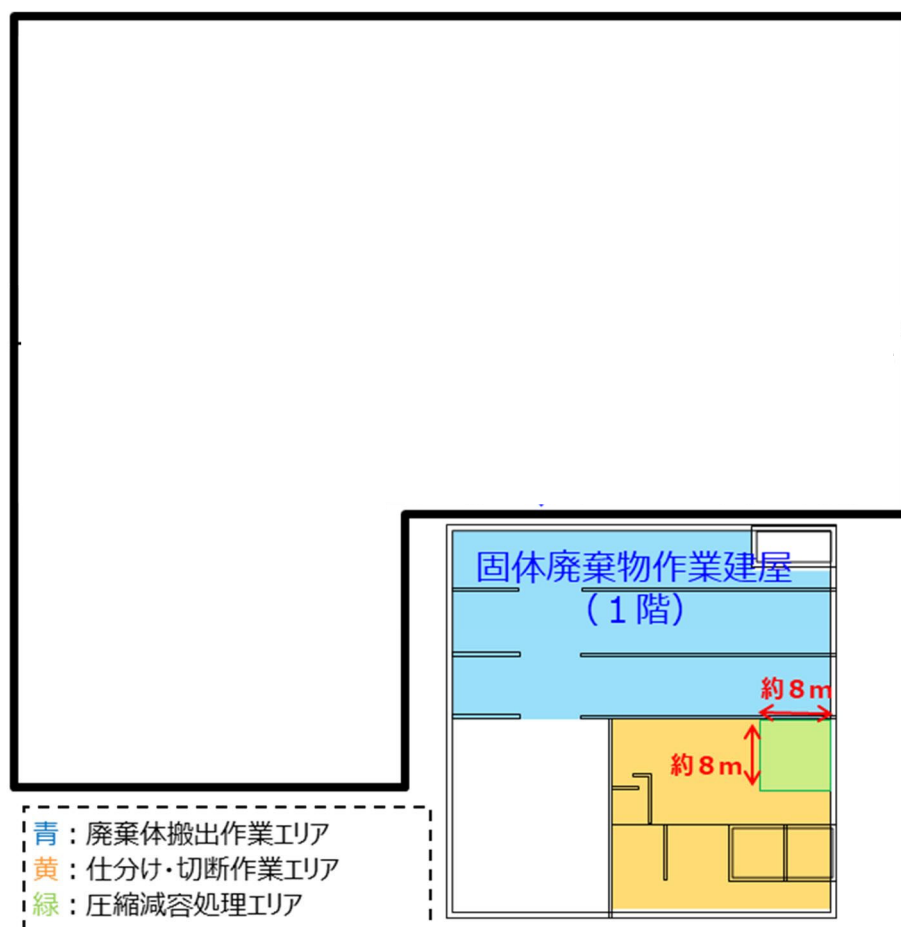 固体廃棄物作業建屋
（１階）
約８ｍ
約８ｍ
青：廃棄体搬出作業エリア
黄：仕分け・切断作業エリア
緑：圧縮減容処理エリア